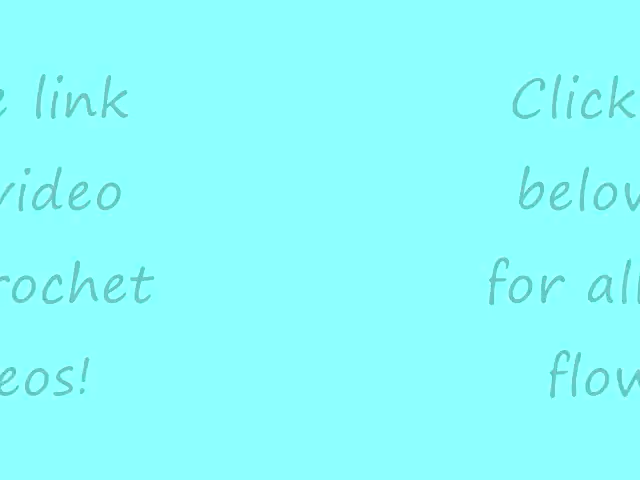 e link
video
rochet
eos!
Click
below
for all
flow